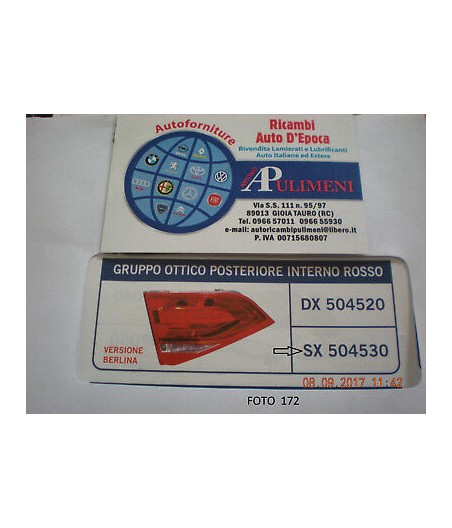 Autoforniture
Ricambi
Auto D'Epoca
Rivendita Lamierati e Lubrificanti
Auto Italiane ed Estere
APULIMENI
Via S.S. 111 n. 95/97
89013 GIOIA TAURO (RC)
Tel. 0966 57011 0966 55930
e-mail: autoricambipulimeni@libero.it
P. IVA 00715680807
GRUPPO OTTICO POSTERIORE INTERNO ROSSO
DX 504520
SX 504530
VERSIONE
BERLINA
08.09.2017 11:42
FOTO 172